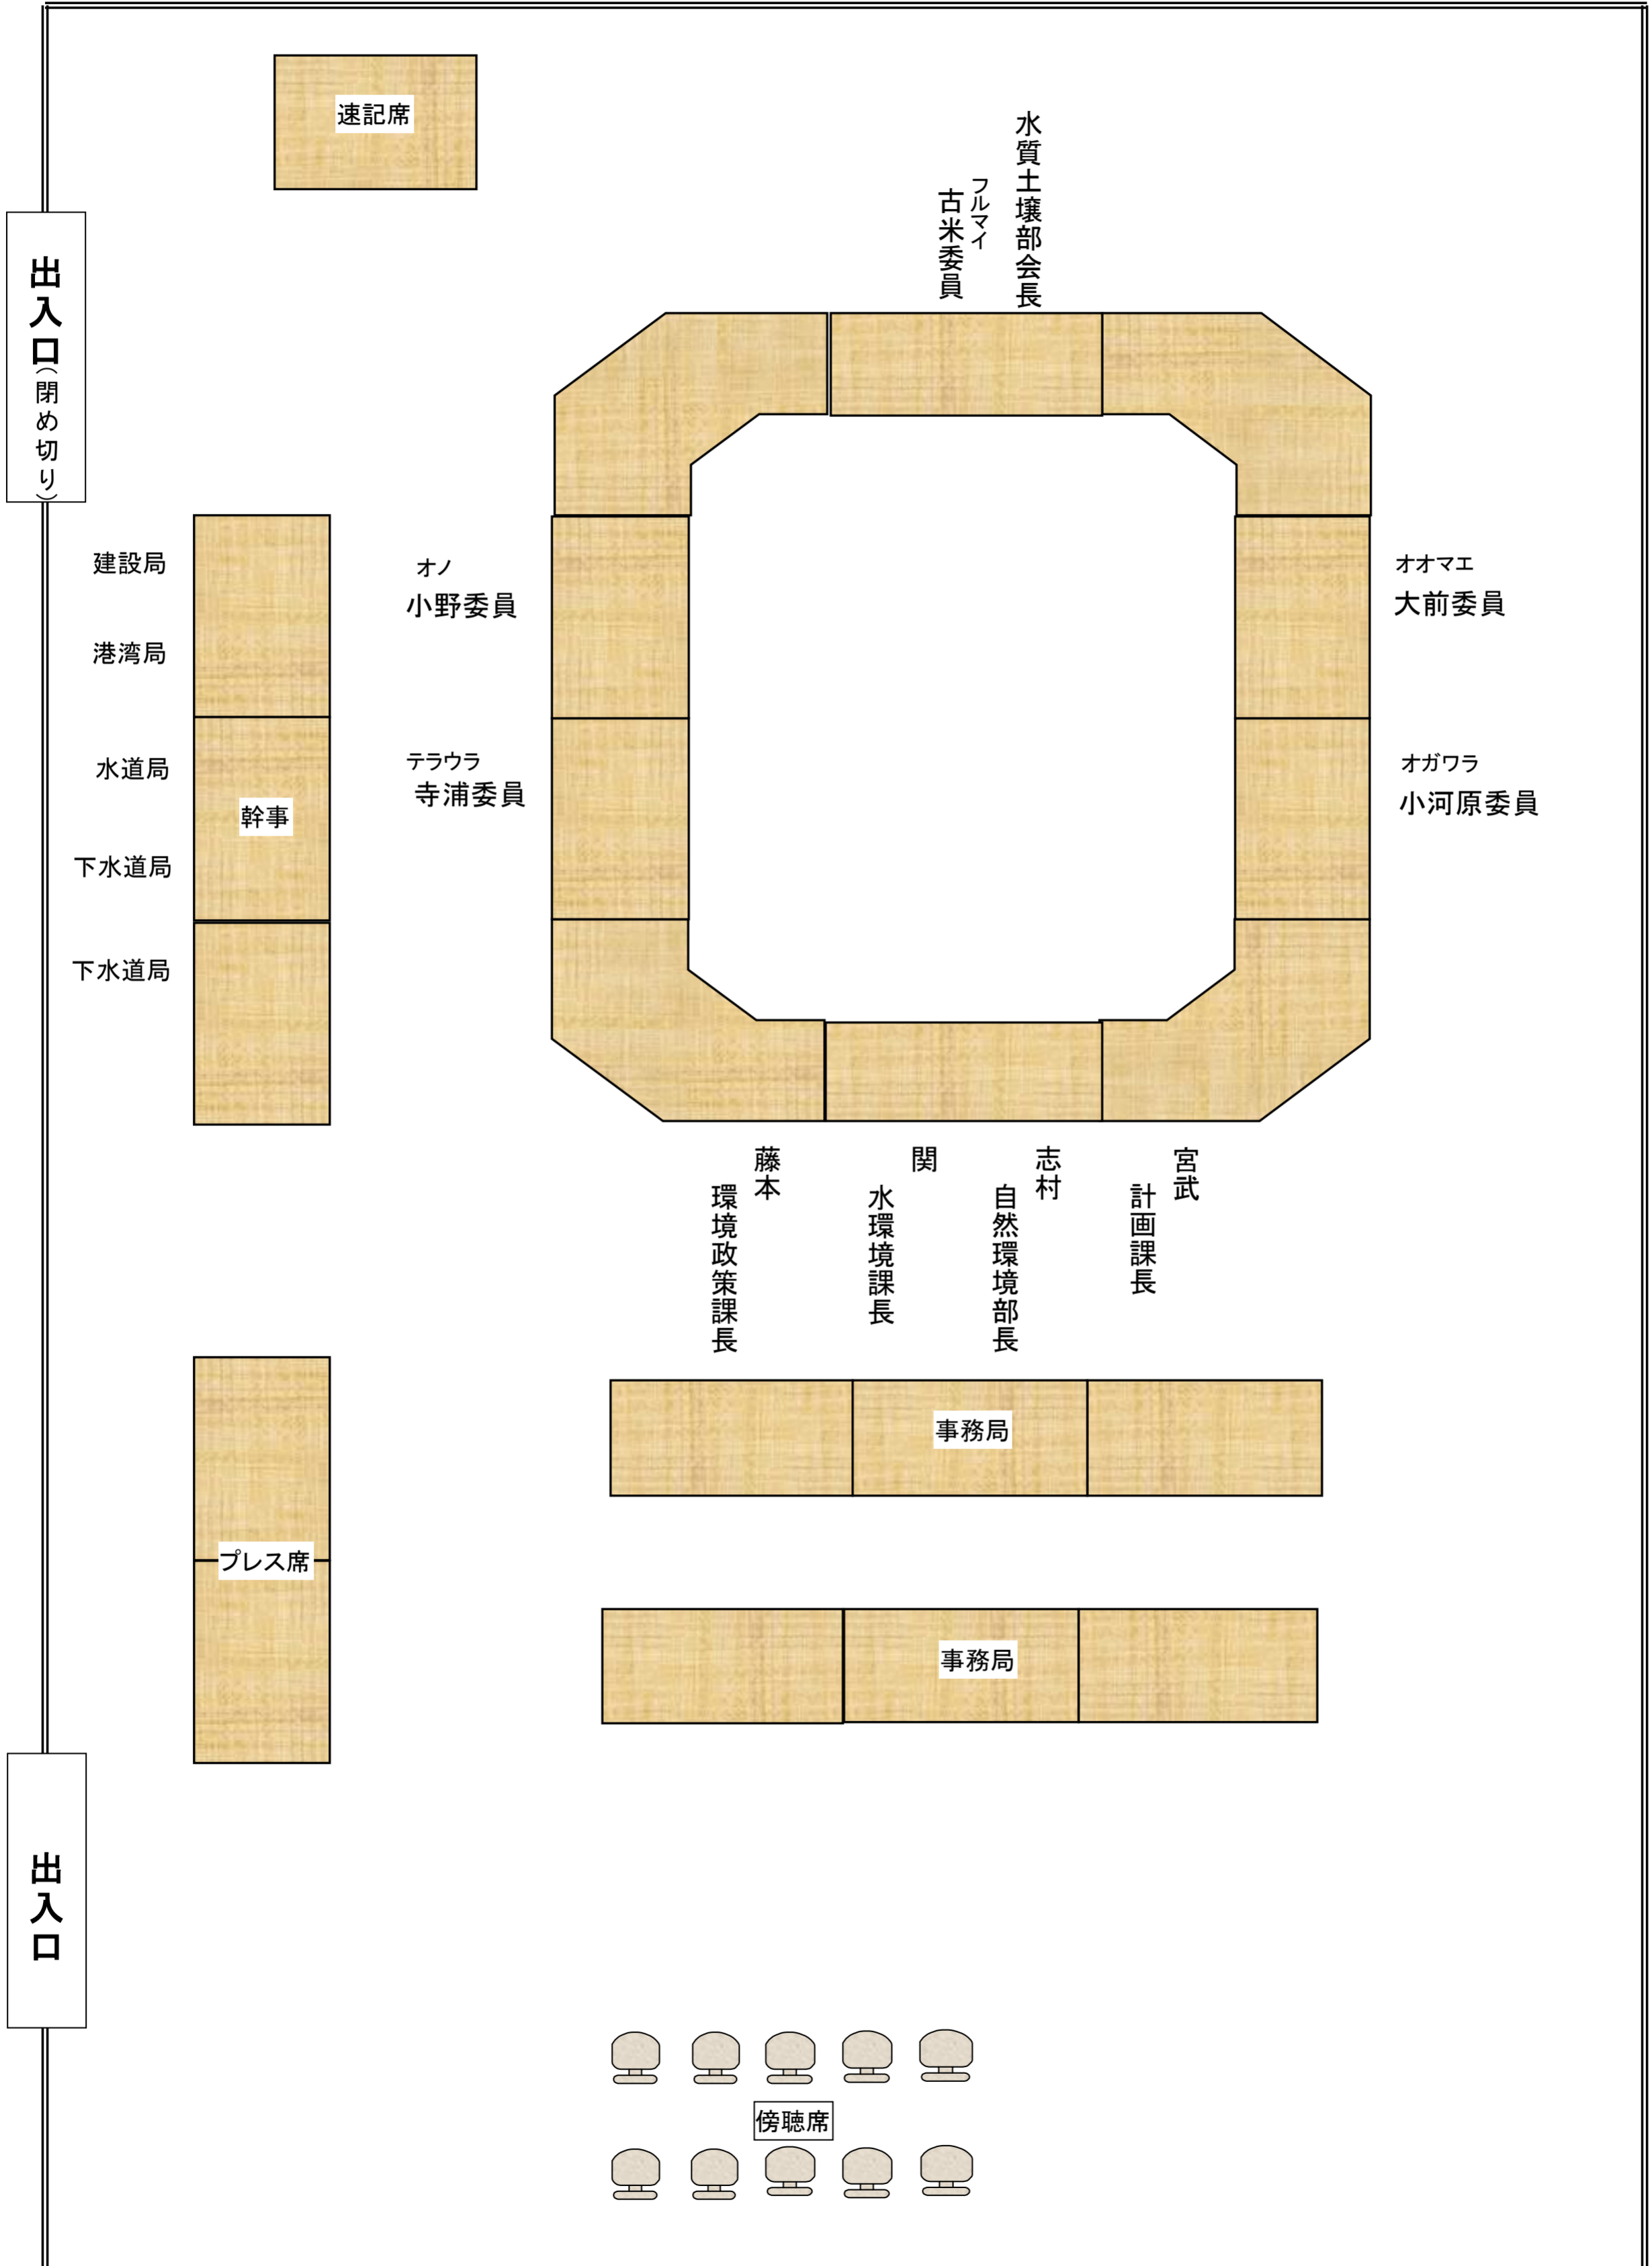 速記席
水質土壌部会長
フルマイ
古米委員
出入口（閉め切り）
建設局
港湾局
水道局
幹事
下水道局
下水道局
オノ
小野委員
テラウラ
寺浦委員
オオマエ
大前委員
オガワラ
小河原委員
宮武
計画課長
志村
自然環境部長
関
水環境課長
藤本
環境政策課長
事務局
プレス席
事務局
出入口
傍聴席